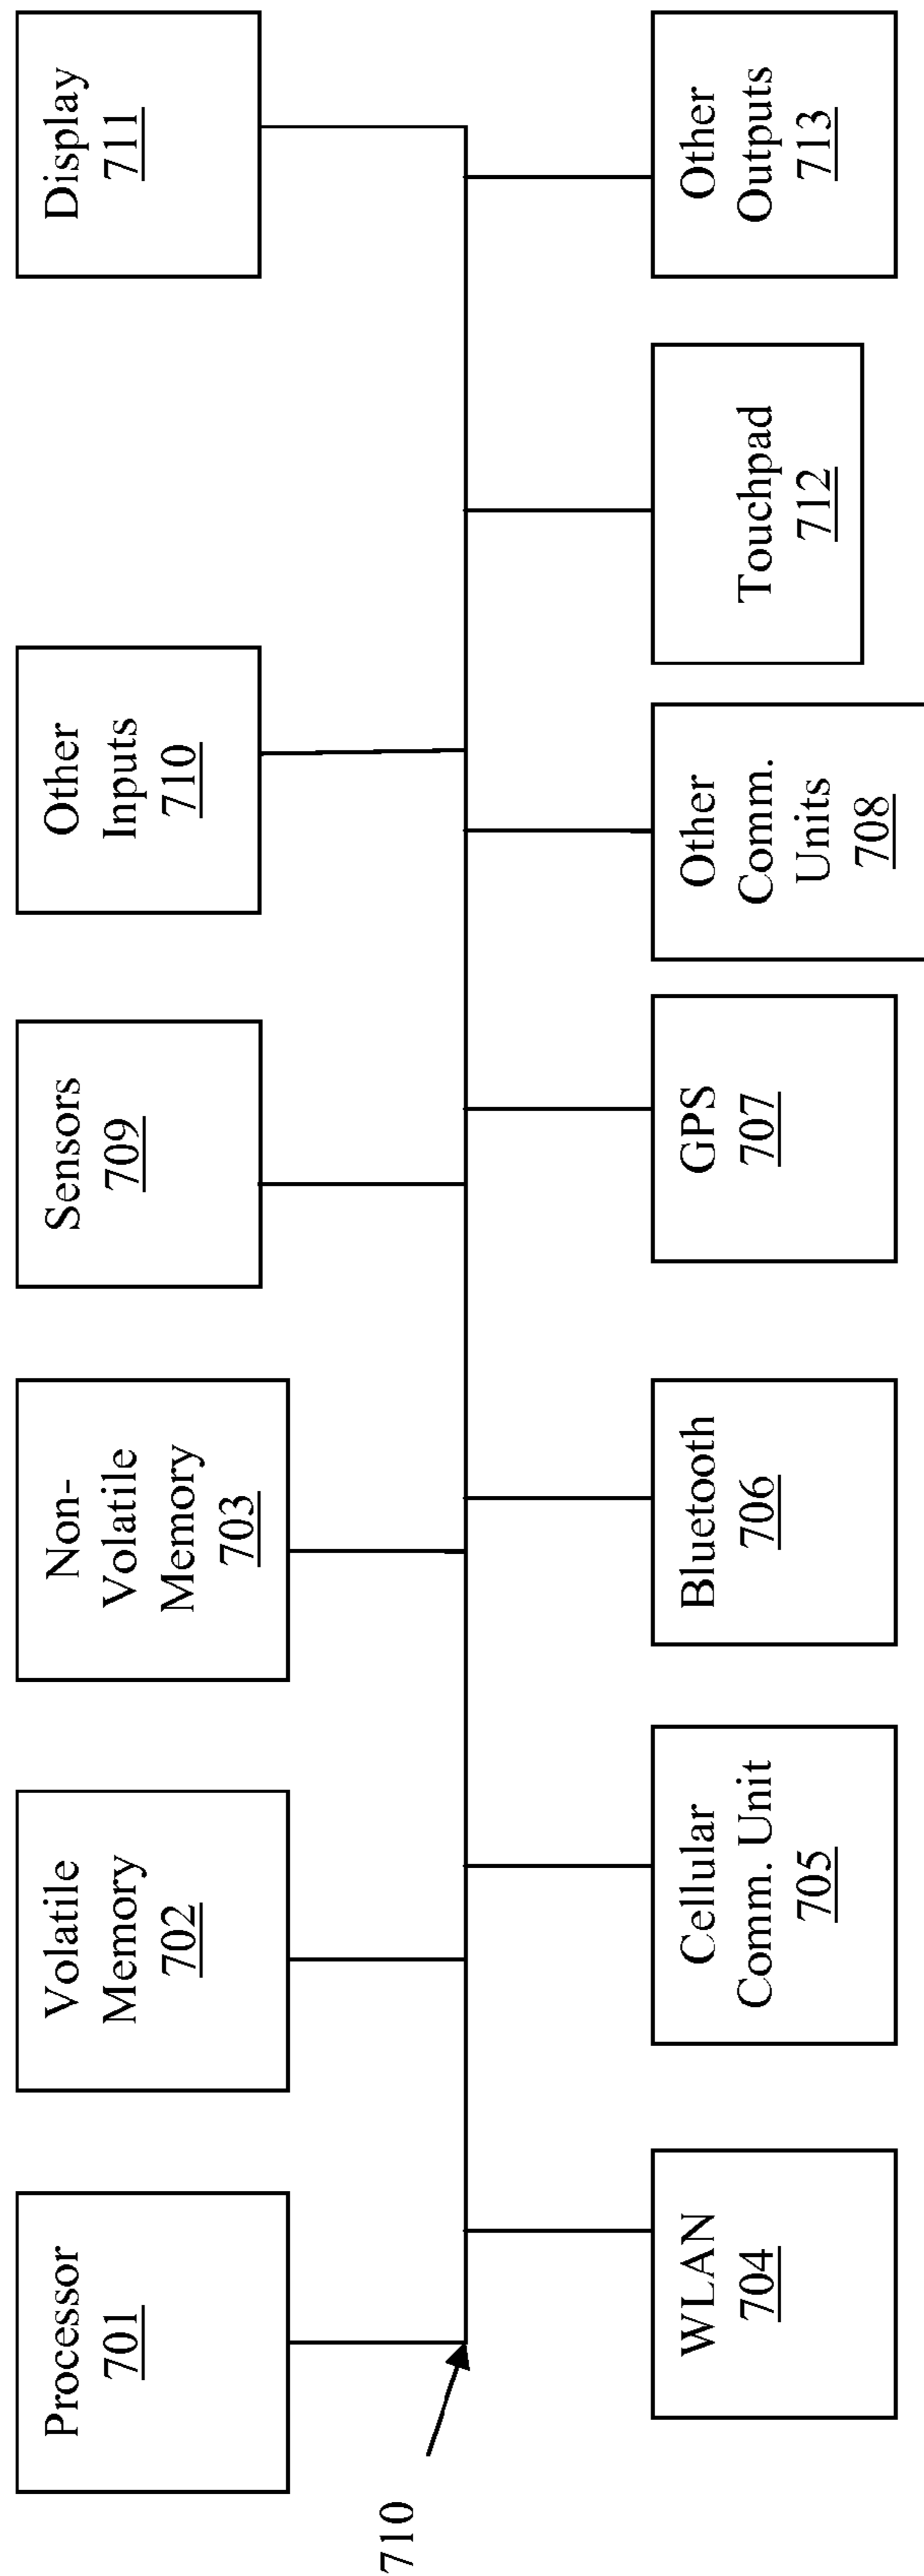 Processor
701
Volatile
Memory
702
Non-
Volatile
Memory
703
Sensors
709
Other
Inputs
710
Display
711
710
WLAN
704
Cellular
Comm. Unit
705
Bluetooth
706
GPS
707
Other
Comm.
Units
708
Touchpad
712
Other
Outputs
713